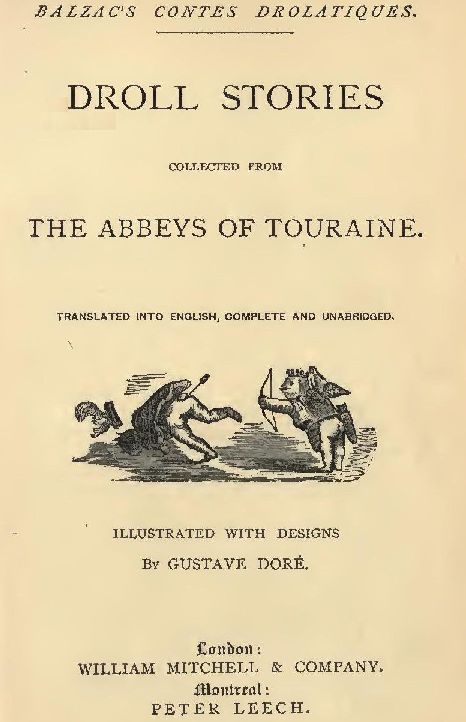 BALZAC'S CONTES DROLATIQUES.
DROLL STORIES
COLLECTED FROM
THE ABBEYS OF TOURAINE.
TRANSLATED INTO ENGLISH, COMPLETE AND UNABRIDGED.
ILLUSTRATED WITH DESIGNS
BY GUSTAVE DORÉ.
London:
WILLIAM MITCHELL & COMPANY.
Montreal:
PETER LEECH.